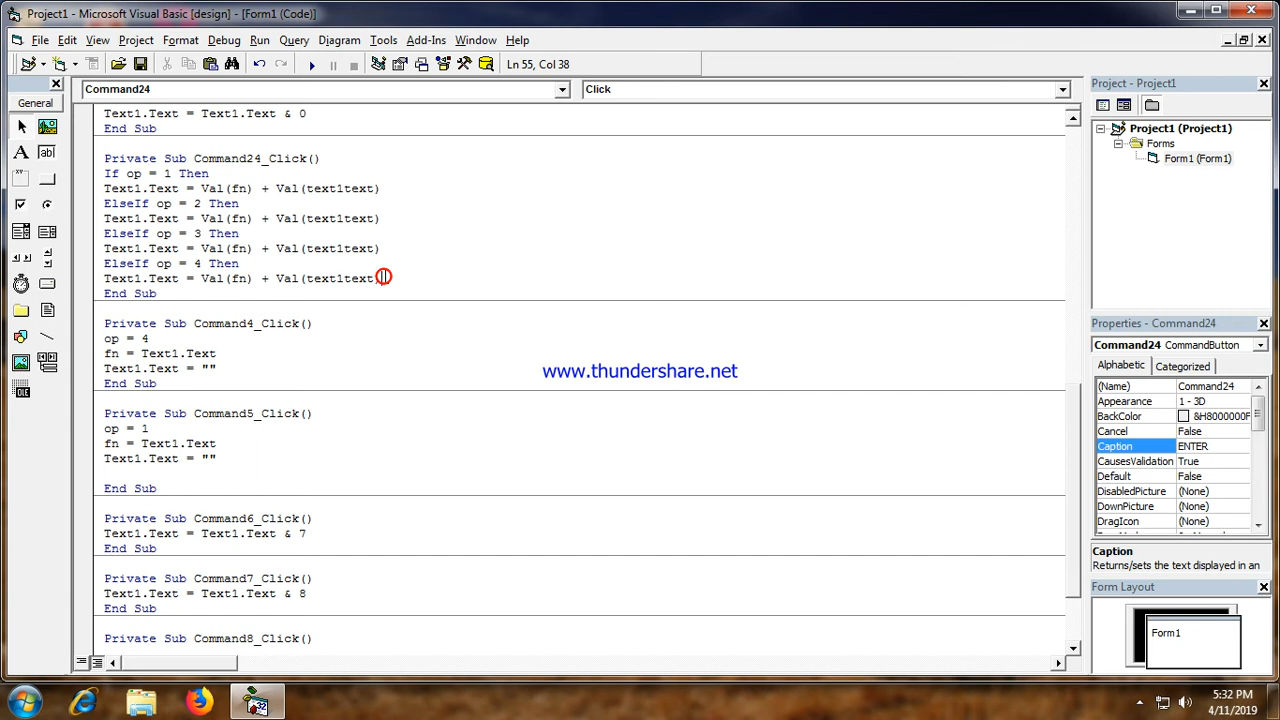 Project1 - Microsoft Visual Basic [design] - [Form1 (Code)]
File Edit View Project Format Debug Run Query Diagram Tools Add-Ins Window Help
Ln 55, Col 38
General
Command24
Click
Text1.Text = Text1.Text & 0
End Sub
Private Sub Command24_Click()
If op = 1 Then
Text1.Text = Val(fn) + Val(text1text)
ElseIf op = 2 Then
Text1.Text = Val(fn) + Val(text1text)
ElseIf op = 3 Then
Text1.Text = Val(fn) + Val(text1text)
ElseIf op = 4 Then
Text1.Text = Val(fn) + Val(text1text)
End Sub
Private Sub Command4_Click()
op = 4
fn = Text1.Text
Text1.Text = ""
End Sub
Private Sub Command5_Click()
op = 1
fn = Text1.Text
Text1.Text = ""
End Sub
Private Sub Command6_Click()
Text1.Text = Text1.Text & 7
End Sub
Private Sub Command7_Click()
Text1.Text = Text1.Text & 8
End Sub
Private Sub Command8_Click()
www.thundershare.net
Project - Project1
Project1 (Project1)
Forms
Form1 (Form1)
Properties - Command24
Command24 CommandButton
Alphabetic Categorized
(Name) Command24
Appearance 1 - 3D
BackColor &H8000000F
Cancel False
Caption ENTER
CausesValidation True
Default False
DisabledPicture (None)
DownPicture (None)
DragIcon (None)
Caption
Returns/sets the text displayed in an
Form Layout
Form1
5:32 PM
4/11/2019